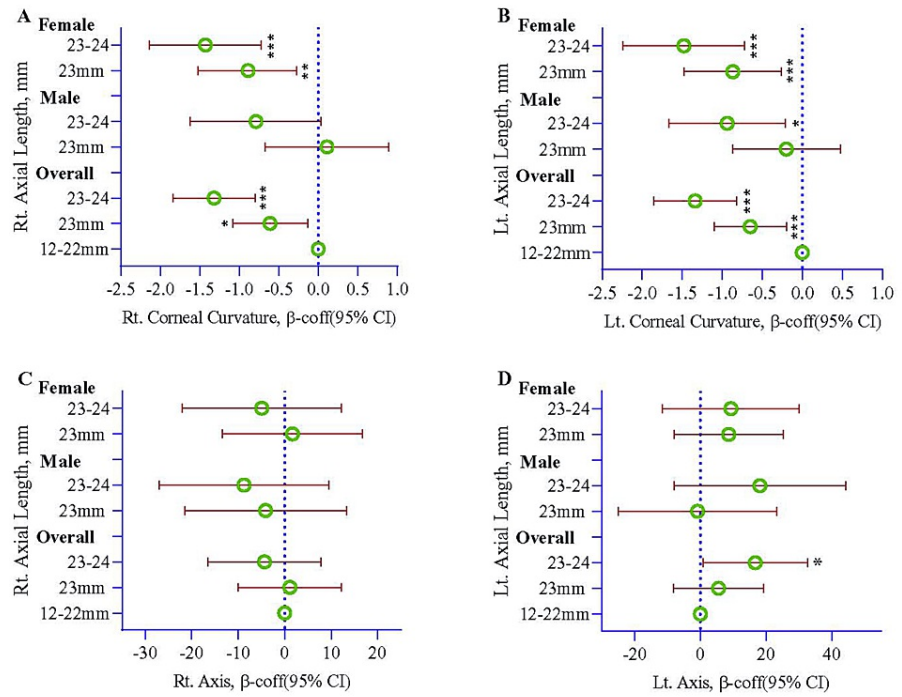 A
Female
23-24
***
23mm
**
Male
23-24
23mm
Overall
23-24
***
23mm
*
12-22mm
Rt. Axial Length, mm
-2.5 -2.0 -1.5 -1.0 -0.5 0.0 0.5 1.0
Rt. Corneal Curvature, β-coff(95% CI)
B
Female
23-24
***
23mm
***
Male
23-24
*
23mm
Overall
23-24
***
23mm
***
12-22mm
Lt. Axial Length, mm
-2.5 -2.0 -1.5 -1.0 -0.5 0.0 0.5 1.0
Lt. Corneal Curvature, β-coff(95% CI)
C
Female
23-24
23mm
Male
23-24
23mm
Overall
23-24
23mm
12-22mm
Rt. Axial Length, mm
-30 -20 -10 0 10 20
Rt. Axis, β-coff(95% CI)
D
Female
23-24
23mm
Male
23-24
23mm
Overall
23-24
*
23mm
12-22mm
Lt. Axial Length, mm
-20 0 20 40
Lt. Axis, β-coff(95% CI)